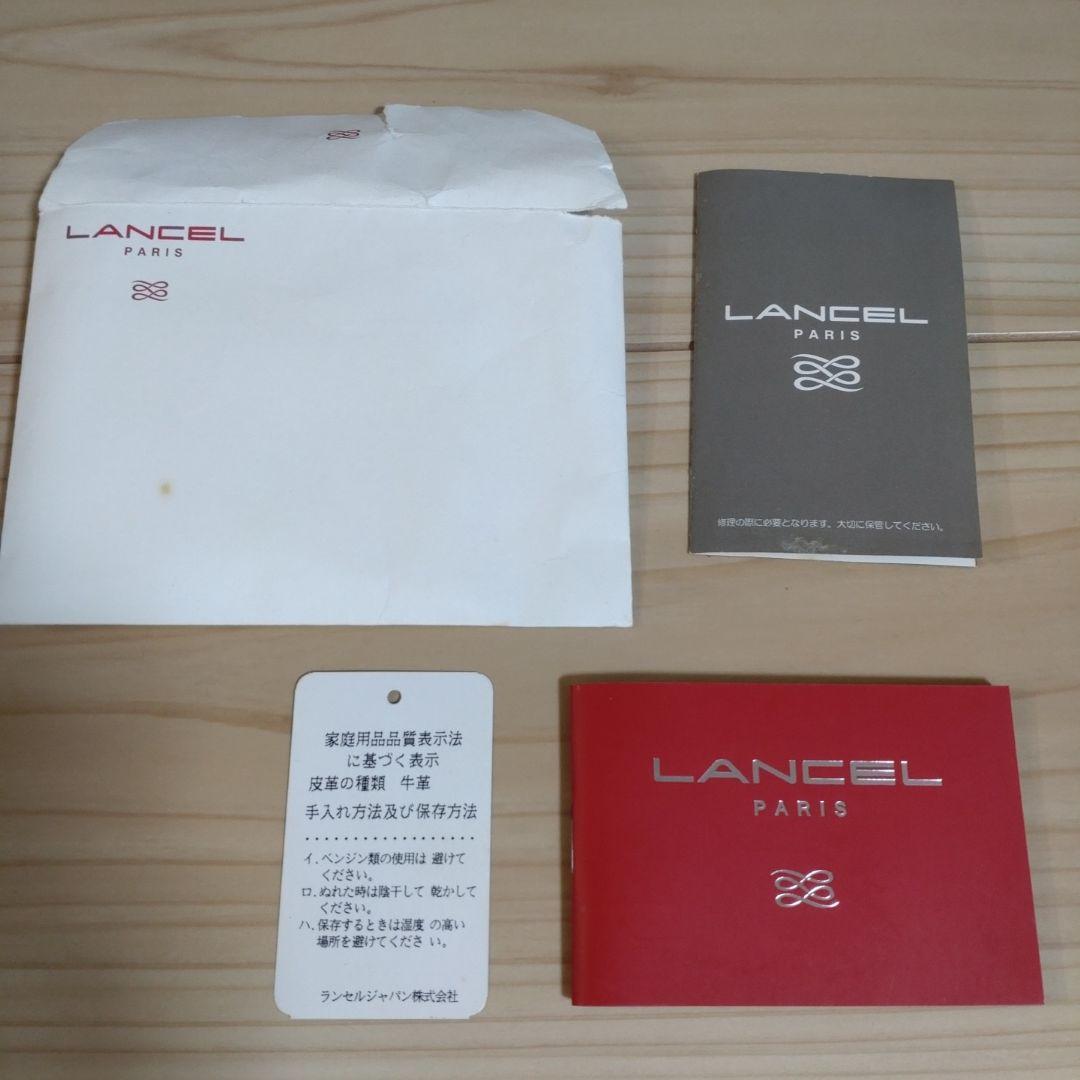 LANCEL
PARIS
LANCEL
PARIS
修理の際に必要となります。大切に保管してください。
家庭用品品質表示法
に基づく表示
皮革の種類 牛革
手入れ方法及び保存方法
イ.ベンジン類の使用は 避けて
ください。
ロ.ぬれた時は陰干して 乾かして
ください。
ハ.保存するときは湿度 の高い
場所を避けてくださ い。
ランセルジャパン株式会社
LANCEL
PARIS